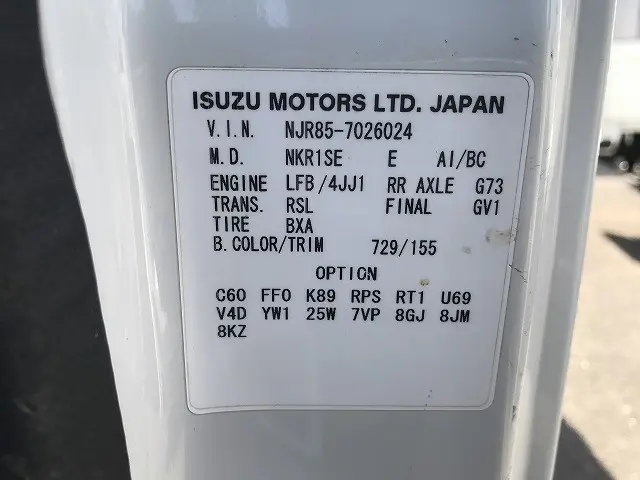 ISUZU MOTORS LTD. JAPAN
V.I.N. NJR85-7026024
M.D. NKR1SE E AI/BC
ENGINE LFB/4JJ1 RR AXLE G73
TRANS. RSL FINAL GV1
TIRE BXA
B.COLOR/TRIM 729/155
OPTION
C60 FF0 K89 RPS RT1 U69
V4D YW1 25W 7VP 8GJ 8JM
8KZ